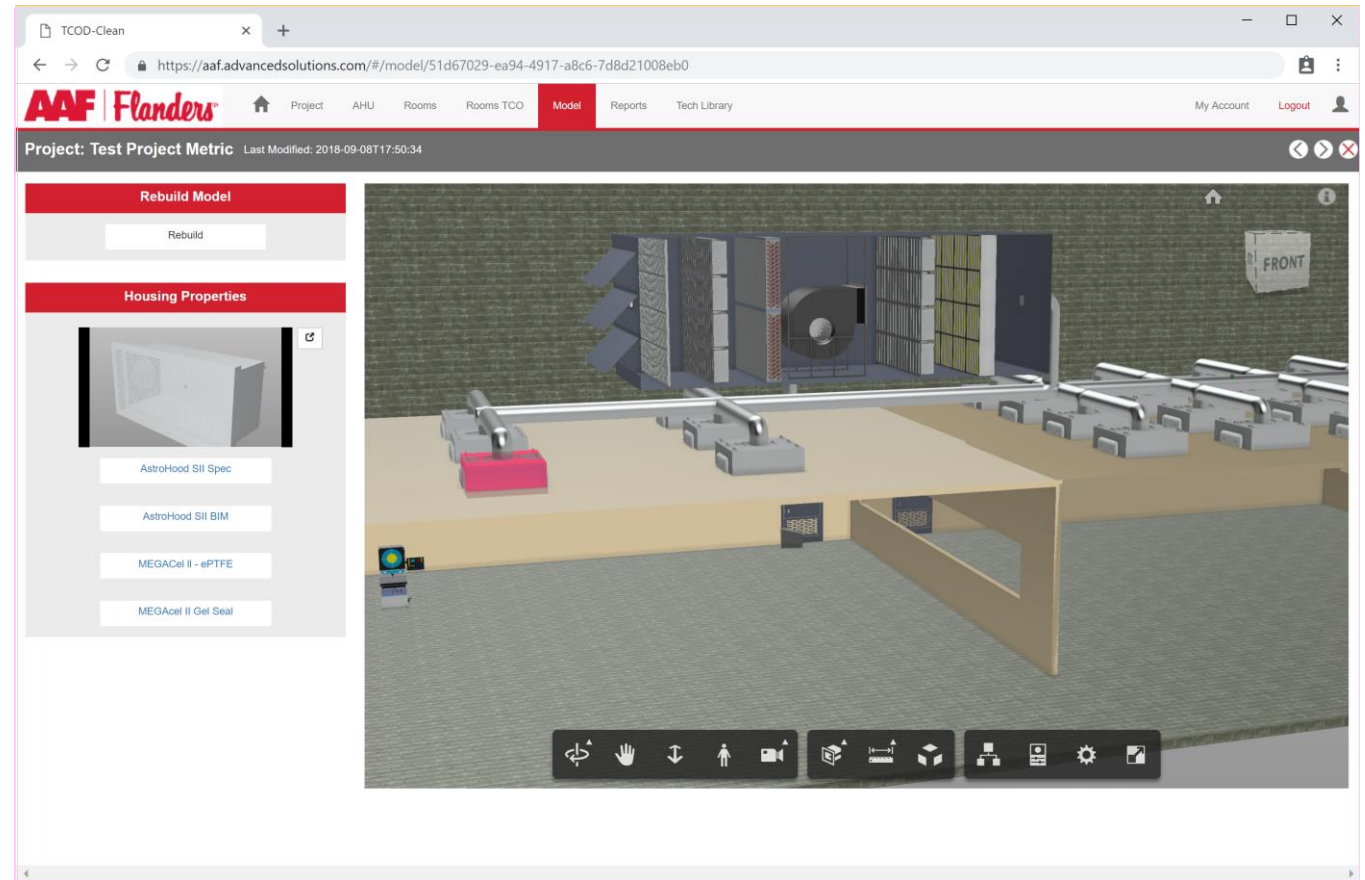 TCOD-Clean
https://aaf.advancedsolutions.com/#/model/51d67029-ea94-4917-a8c6-7d8d21008eb0
AAF | Flanders®
Project AHU Rooms Rooms TCO Model Reports Tech Library My Account Logout
Project: Test Project Metric Last Modified: 2018-09-08T17:50:34
Rebuild Model
Rebuild
Housing Properties
AstroHood SII Spec
AstroHood SII BIM
MEGACel II - ePTFE
MEGAcel II Gel Seal
FRONT